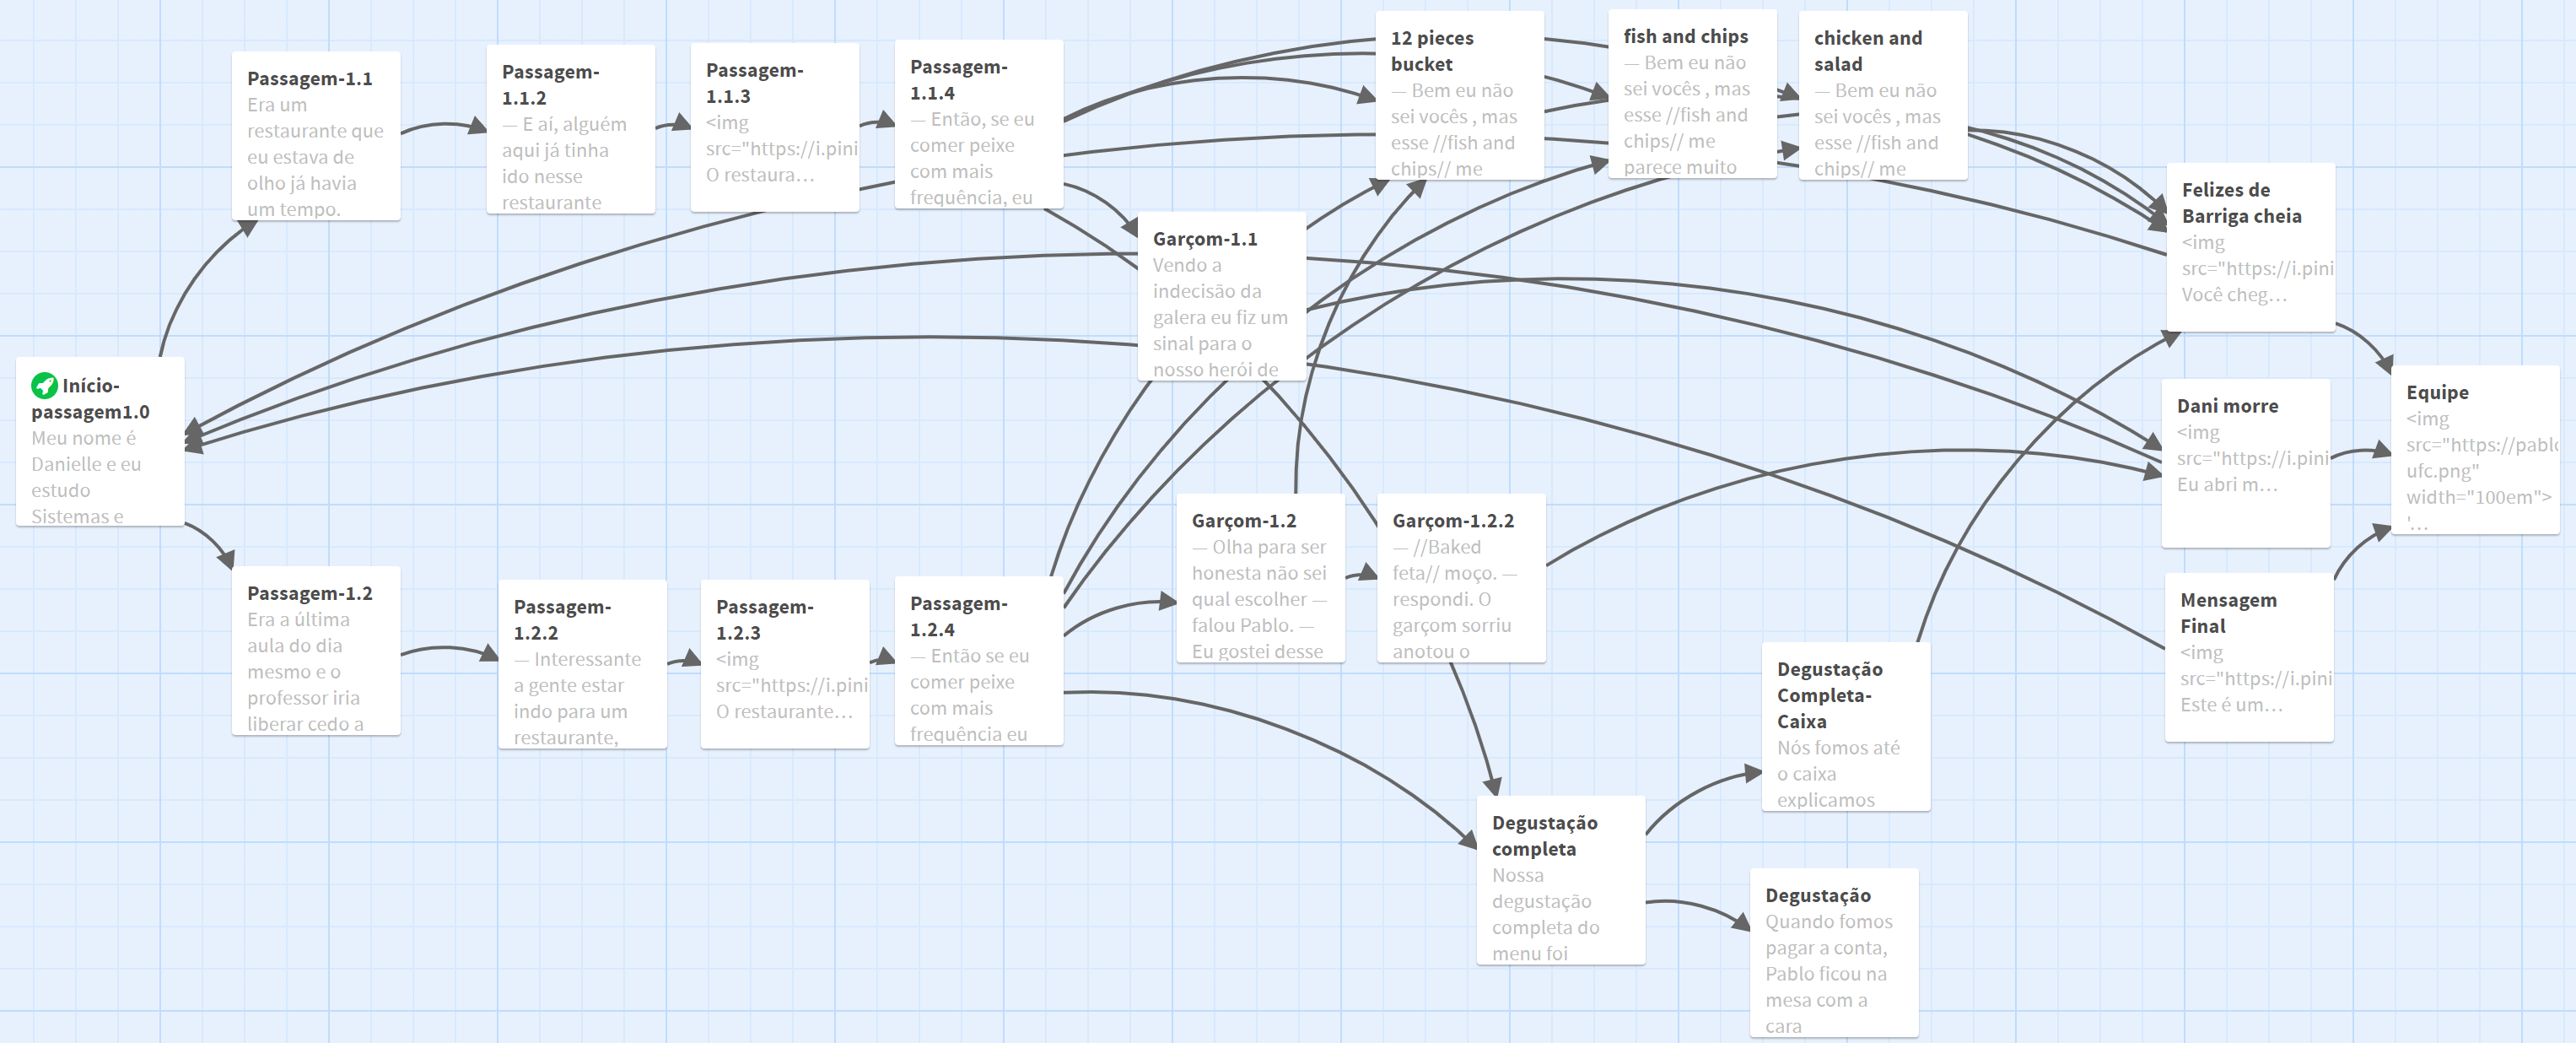 Passagem-1.1
Era um
restaurante que
eu estava de
olho já havia
um tempo.
Passagem-
1.1.2
— E aí, alguém
aqui já tinha
ido nesse
restaurante
Passagem-
1.1.3
<img
src="https://i.pini
O restaura…
Passagem-
1.1.4
— Então, se eu
comer peixe
com mais
frequência, eu
12 pieces
bucket
— Bem eu não
sei vocês , mas
esse //fish and
chips// me
fish and chips
— Bem eu não
sei vocês , mas
esse //fish and
chips// me
parece muito
chicken and
salad
— Bem eu não
sei vocês , mas
esse //fish and
chips// me
Felizes de
Barriga cheia
<img
src="https://i.pini
Você cheg…
Garçom-1.1
Vendo a
indecisão da
galera eu fiz um
sinal para o
nosso herói de
Início-
passagem1.0
Meu nome é
Danielle e eu
estudo
Sistemas e
Dani morre
<img
src="https://i.pini
Eu abri m…
Equipe
<img
src="https://pablo
ufc.png"
width="100em">
'…
Passagem-1.2
Era a última
aula do dia
mesmo e o
professor iria
liberar cedo a
Passagem-
1.2.2
— Interessante
a gente estar
indo para um
restaurante,
Passagem-
1.2.3
<img
src="https://i.pini
O restaurante…
Passagem-
1.2.4
— Então se eu
comer peixe
com mais
frequência eu
Garçom-1.2
— Olha para ser
honesta não sei
qual escolher —
falou Pablo. —
Eu gostei desse
Garçom-1.2.2
— //Baked
feta// moço. —
respondi. O
garçom sorriu
anotou o
Mensagem
Final
<img
src="https://i.pini
Este é um…
Degustação
Completa-
Caixa
Nós fomos até
o caixa
explicamos
Degustação
completa
Nossa
degustação
completa do
menu foi
Degustação
Quando fomos
pagar a conta,
Pablo ficou na
mesa com a
cara